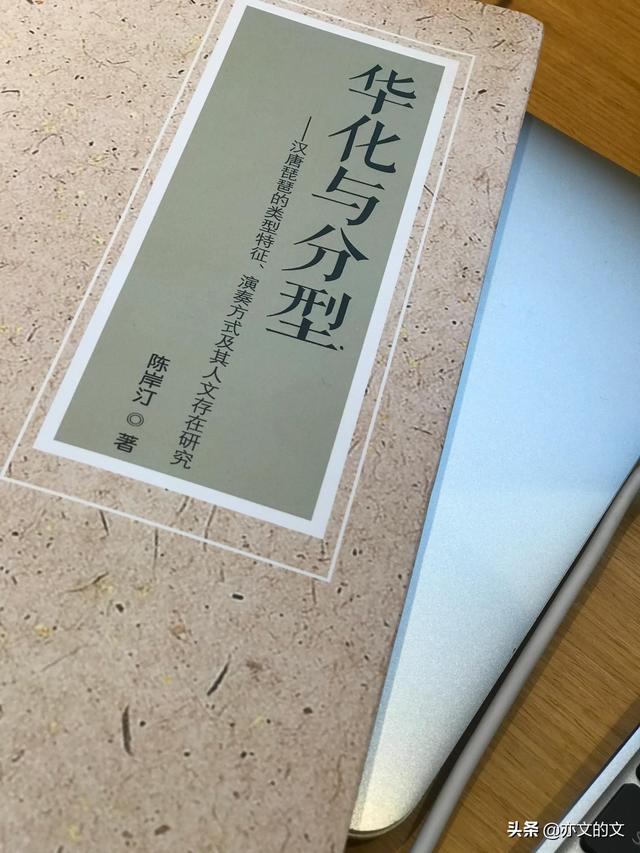 华化与分型
——汉唐琵琶的类型特征、演奏方式及其人文存在研究
陈岸汀◎著
头条 @亦文的文